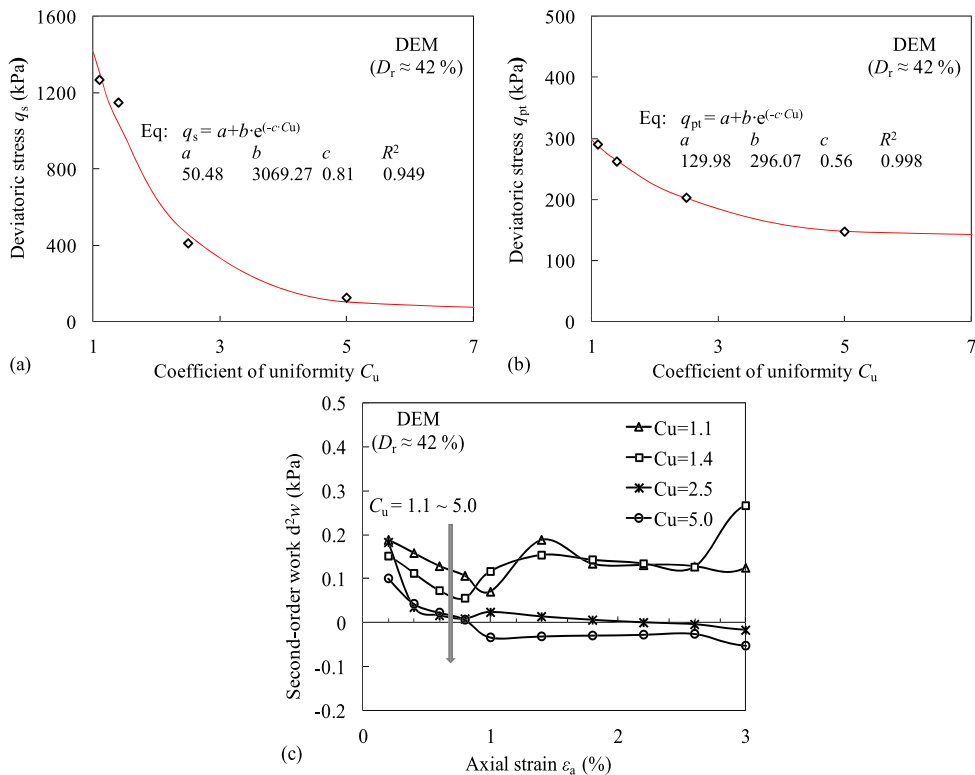 1600
1200
800
400
0
Deviatoric stress qs (kPa)
DEM
(Dr ≈ 42 %)
Eq: qs = a+b·e(-c·Cu)
a b c R2
50.48 3069.27 0.81 0.949
1 3 5 7
(a)
Coefficient of uniformity Cu
500
400
300
200
100
0
Deviatoric stress qpt (kPa)
DEM
(Dr ≈ 42 %)
Eq: qpt = a+b·e(-c·Cu)
a b c R2
129.98 296.07 0.56 0.998
1 3 5 7
(b)
Coefficient of uniformity Cu
0.5
0.4
0.3
0.2
0.1
0
-0.1
-0.2
Second-order work d2w (kPa)
DEM
(Dr ≈ 42 %)
Cu = 1.1 ~ 5.0
Cu=1.1
Cu=1.4
Cu=2.5
Cu=5.0
0 1 2 3
(c)
Axial strain εa (%)